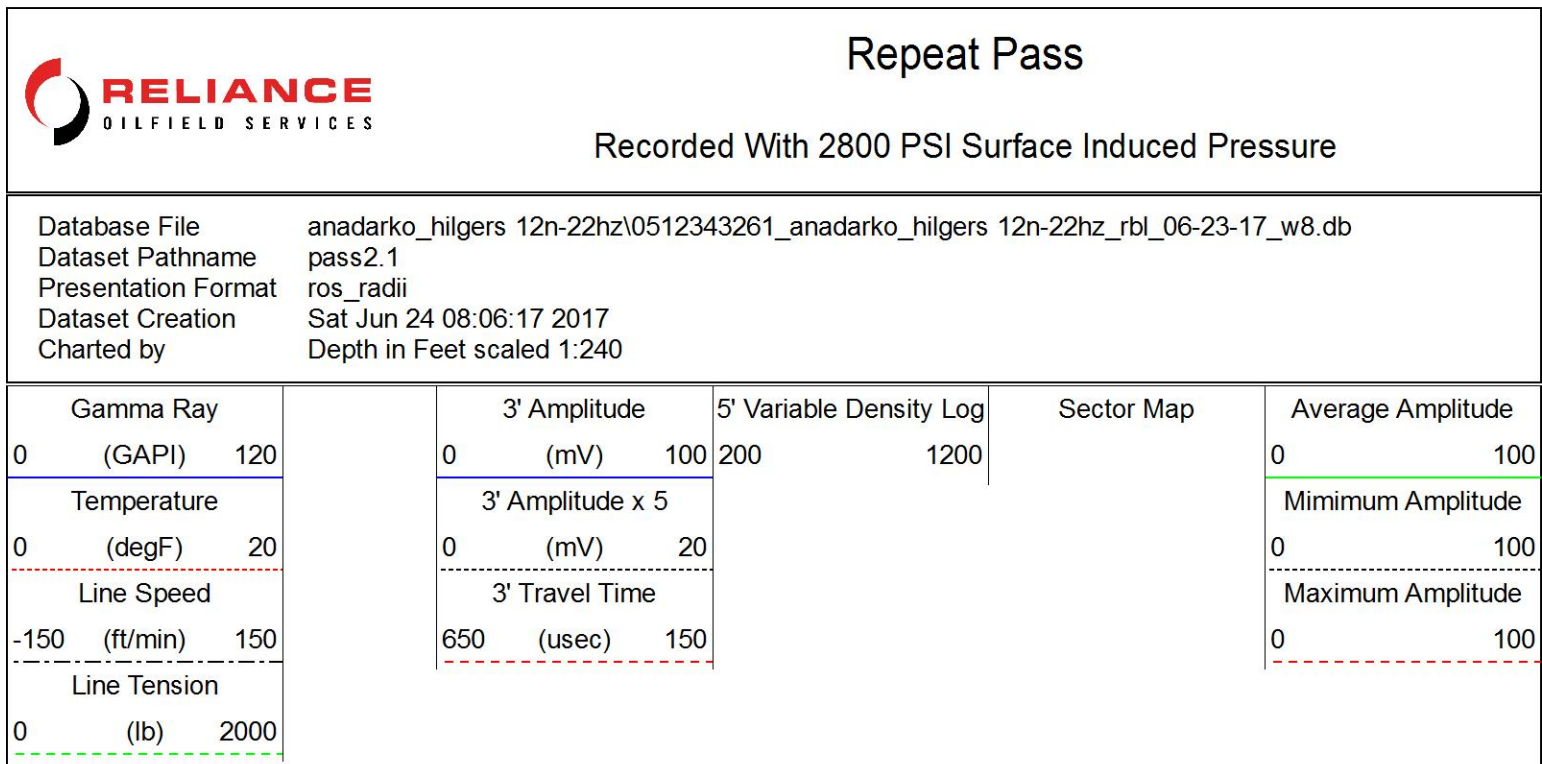 RELIANCE
OILFIELD SERVICES
Repeat Pass
Recorded With 2800 PSI Surface Induced Pressure
Database File anadarko_hilgers 12n-22hz\0512343261_anadarko_hilgers 12n-22hz_rbl_06-23-17_w8.db
Dataset Pathname pass2.1
Presentation Format ros_radii
Dataset Creation Sat Jun 24 08:06:17 2017
Charted by Depth in Feet scaled 1:240
Gamma Ray 3' Amplitude 5' Variable Density Log Sector Map Average Amplitude
0 (GAPI) 120 0 (mV) 100 200 1200 0 100
Temperature 3' Amplitude x 5 Mimimum Amplitude
0 (degF) 20 0 (mV) 20 0 100
Line Speed 3' Travel Time Maximum Amplitude
-150 (ft/min) 150 650 (usec) 150 0 100
Line Tension
0 (lb) 2000